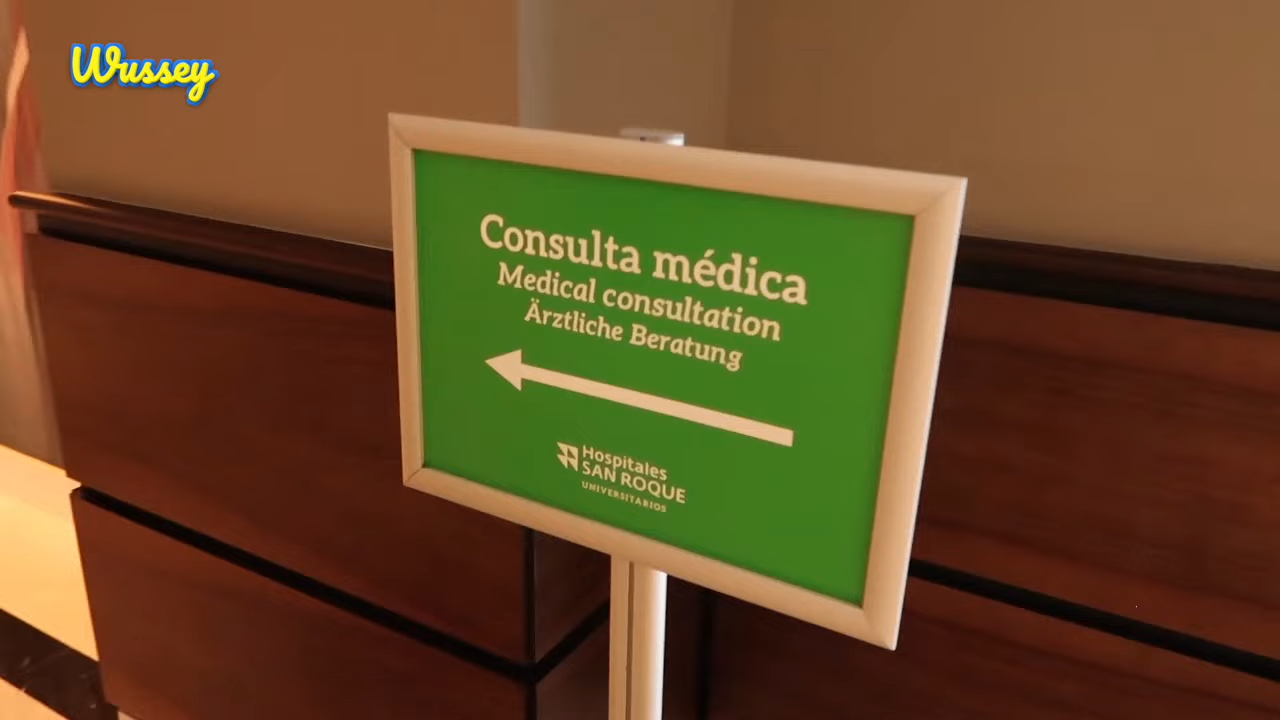 Wussey
Consulta médica
Medical consultation
Ärztliche Beratung
Hospitales
SAN ROQUE
UNIVERSITARIOS